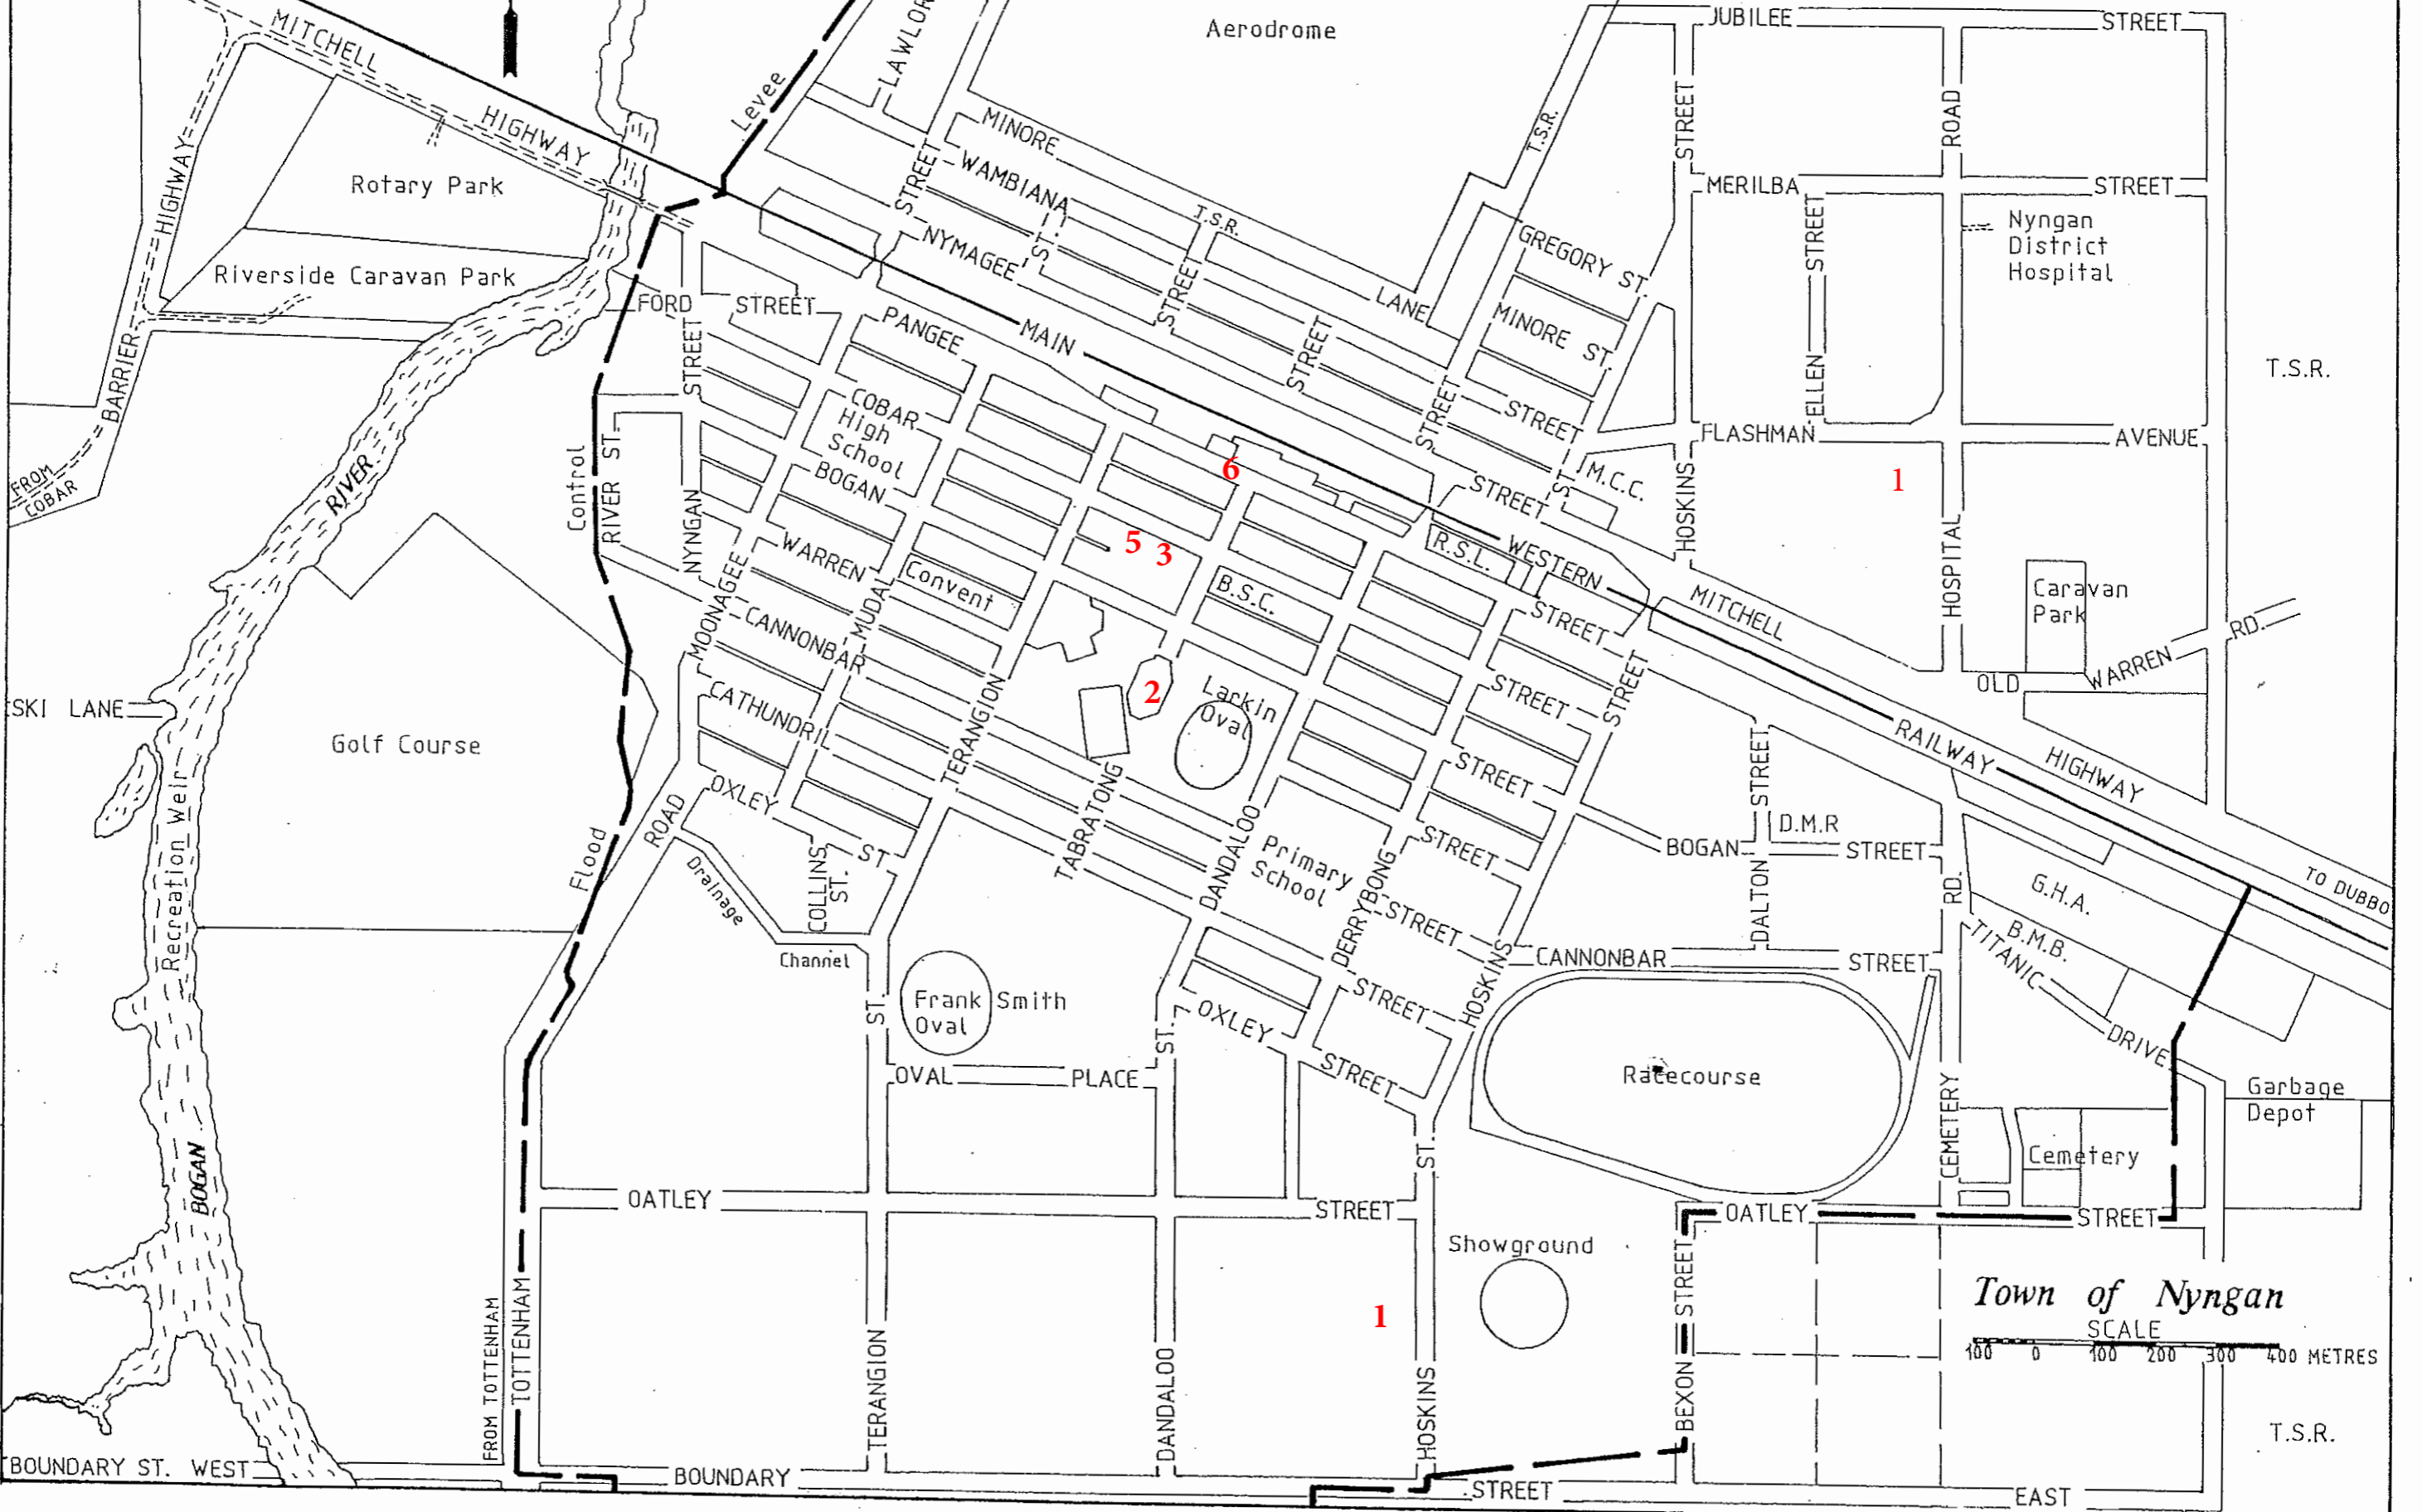 JUBILEE
STREET
Aerodrome
LAWLOR
MITCHELL
HIGHWAY
Levee
MINORE
WAMBIANA
STREET
T.S.R.
STREET
ROAD
MERILBA
STREET
Rotary Park
HIGHWAY
NYMAGEE
ST.
T.S.R.
GREGORY ST.
STREET
Nyngan
District
Hospital
Riverside Caravan Park
FORD
STREET
PANGEE
MAIN
STREET
LANE
MINORE ST.
T.S.R.
BARRIER
STREET
COBAR
High
School
STREET
STREET
STREET
ELLEN
FLASHMAN
AVENUE
FROM
COBAR
RIVER
Control
RIVER ST.
BOGAN
6
STREET
ST
M.C.C.
HOSKINS
1
NYNGAN
WARREN
5
3
R.S.L.
WESTERN
MITCHELL
HOSPITAL
Caravan
Park
MOONAGEE
CANNONBAR
MUDAL
Convent
B.S.C.
STREET
WARREN
RD.
OLD
SKI LANE
Golf Course
CATHUNDRIL
TERANGION
2
Larkin
Oval
STREET
STREET
RAILWAY
HIGHWAY
Recreation Weir
OXLEY
ST
ROAD
Flood
Drainage
COLLINS
ST.
TABRATONG
DANDALOO
Primary
School
STREET
STREET
DERRYBONG
STREET
STREET
D.M.R
BOGAN
STREET
DALTON
RD.
G.H.A.
B.M.B.
TO DUBBO
Channel
CANNONBAR
STREET
TITANIC
DRIVE
Frank Smith
Oval
ST.
ST.
OXLEY
STREET
HOSKINS
STREET
OVAL
PLACE
Racecourse
Garbage
Depot
CEMETERY
Cemetery
BOGAN
OATLEY
STREET
ST.
OATLEY
STREET
Showground
STREET
Town of Nyngan
SCALE
100 0 100 200 300 400 METRES
1
FROM TOTTENHAM
TOTTENHAM
TERANGION
DANDALOO
HOSKINS
BEXON
T.S.R.
BOUNDARY ST. WEST
BOUNDARY
STREET
EAST